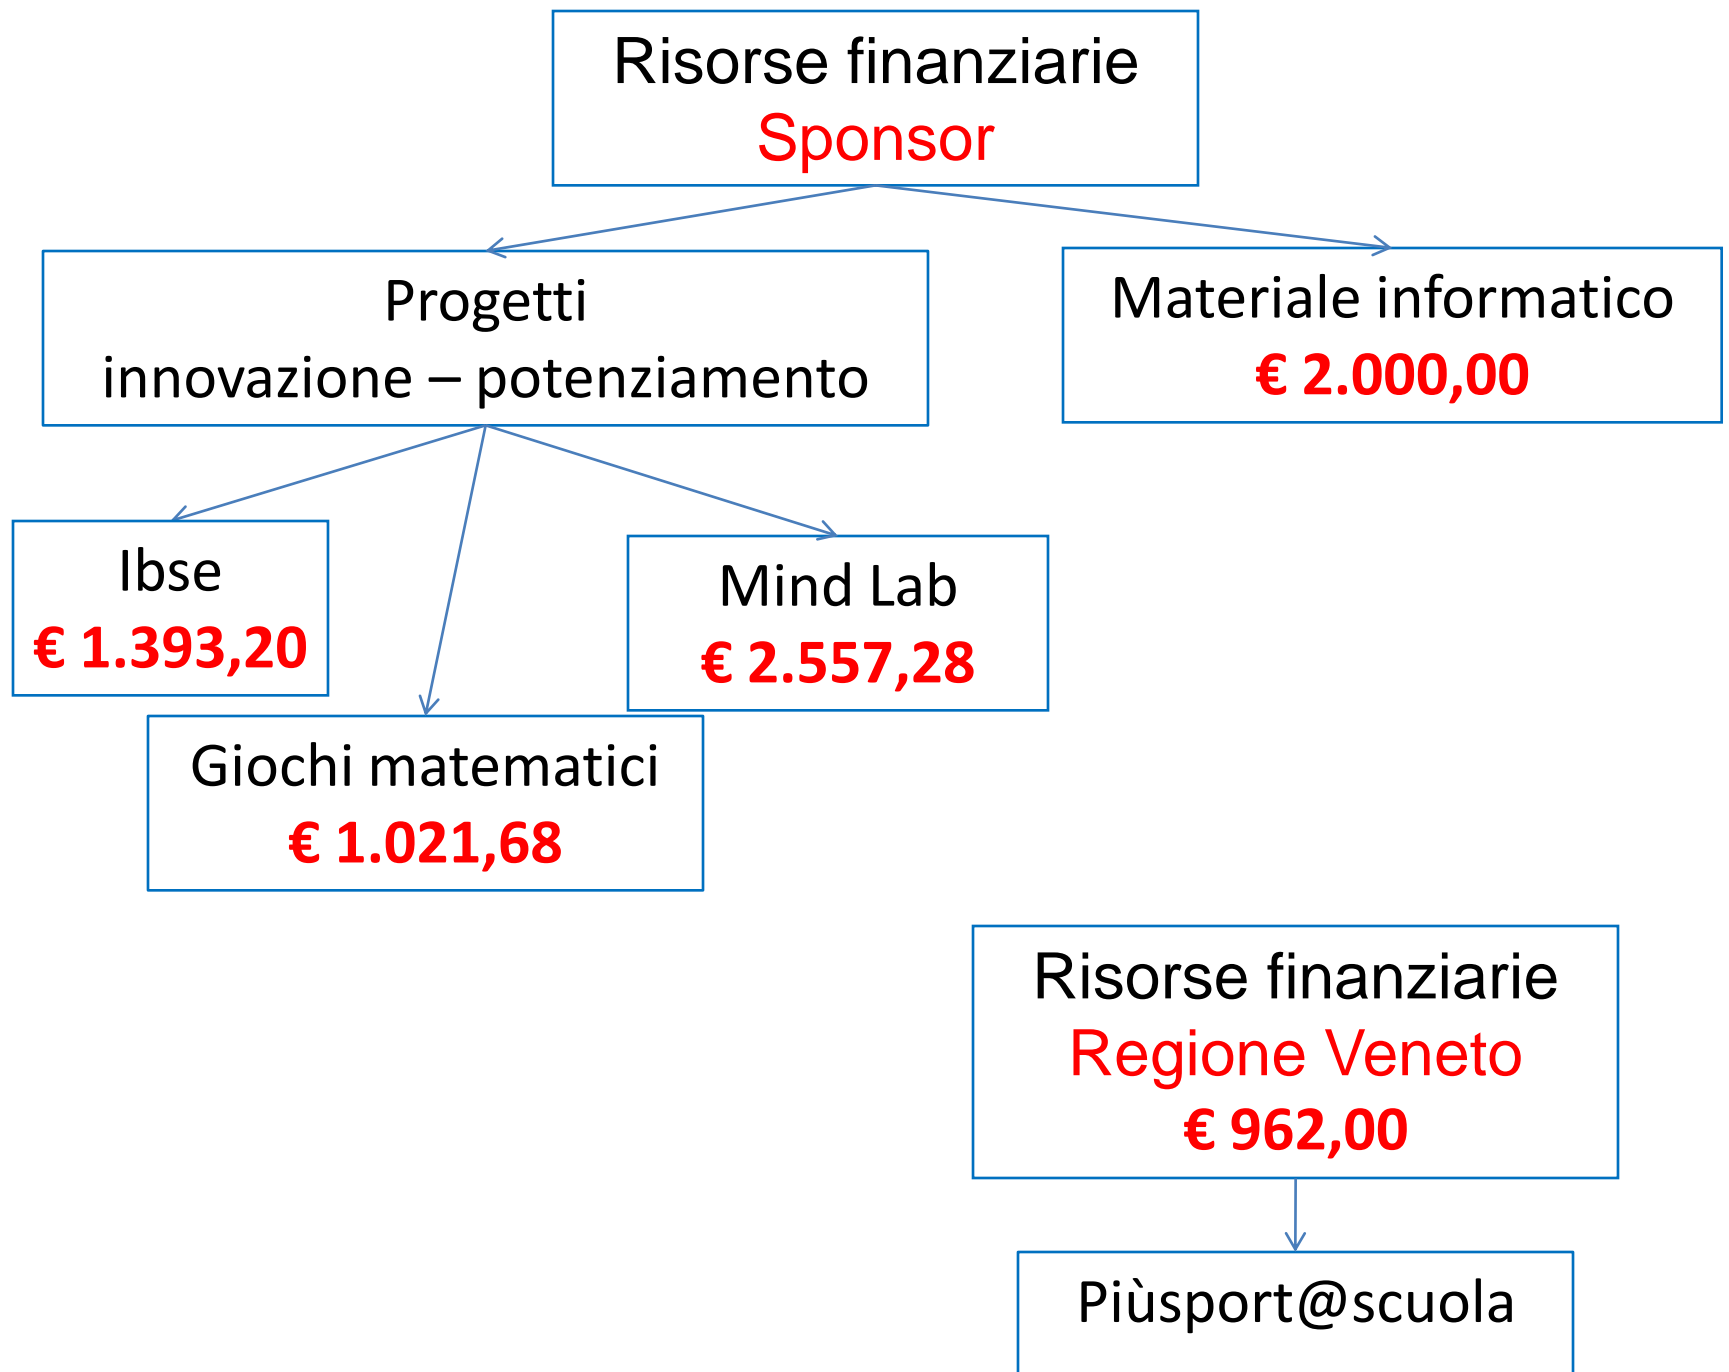 Risorse finanziarie
Sponsor
Progetti
innovazione – potenziamento
Materiale informatico
€ 2.000,00
Ibse
€ 1.393,20
Mind Lab
€ 2.557,28
Giochi matematici
€ 1.021,68
Risorse finanziarie
Regione Veneto
€ 962,00
Piùsport@scuola